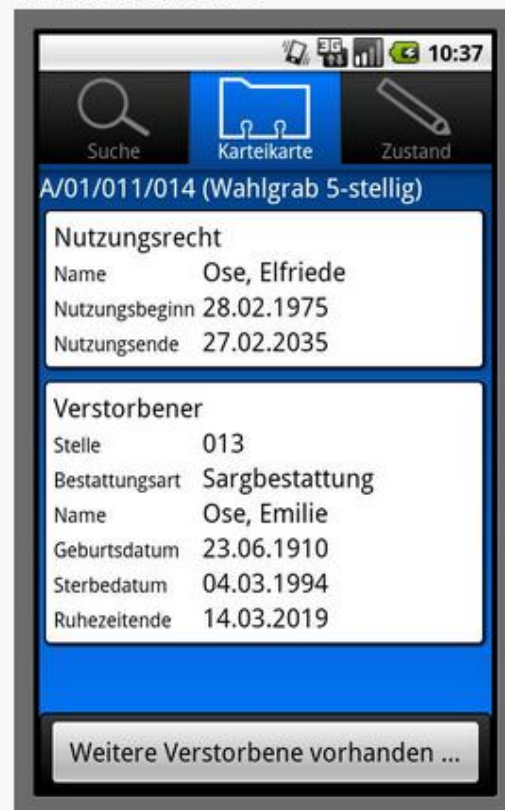 3G 10:37
Suche Karteikarte Zustand
A/01/011/014 (Wahlgrab 5-stellig)
Nutzungsrecht
Name Ose, Elfriede
Nutzungsbeginn 28.02.1975
Nutzungsende 27.02.2035
Verstorbener
Stelle 013
Bestattungsart Sargbestattung
Name Ose, Emilie
Geburtsdatum 23.06.1910
Sterbedatum 04.03.1994
Ruhezeitende 14.03.2019
Weitere Verstorbene vorhanden ...